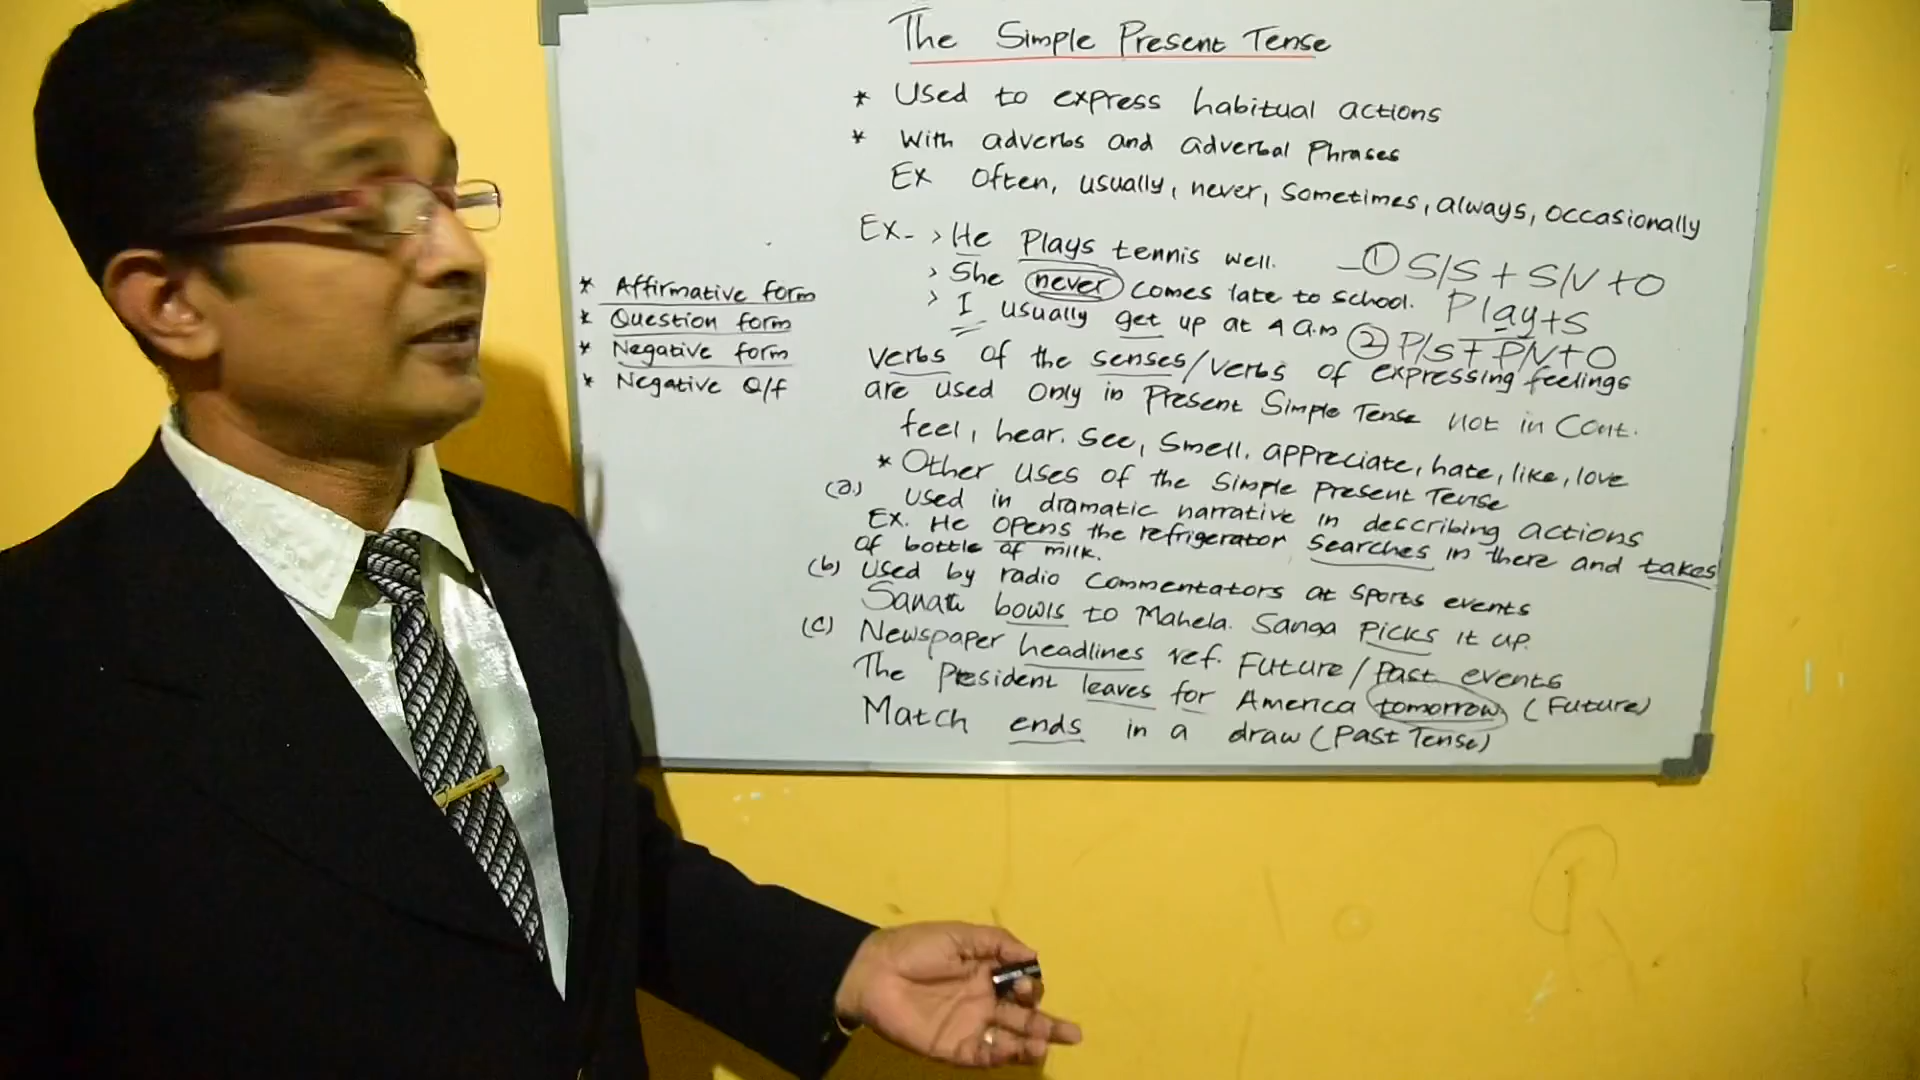 The Simple Present Tense
* Used to express habitual actions
* With adverbs and adverbal Phrases
Ex Often, usually, never, Sometimes, always, occasionally
Ex- > He Plays tennis well. - ① S/S + S/V + O
> She never comes late to school. Play+s
> I usually get up at 4 a.m ② P/S + P/V + O
Verbs of the senses/verbs of expressing feelings
are used only in Present Simple Tense not in Cont.
feel, hear. see, smell. appreciate, hate, like, love
* Other uses of the Simple Present Tense
(a) Used in dramatic narrative in describing actions
Ex. He opens the refrigerator searches in there and takes
of bottle of milk.
(b) Used by radio commentators at sports events
Sanath bowls to Mahela. Sanga Picks it up.
(c) Newspaper headlines ref. Future/Past events
The President leaves for America tomorrow (Future)
Match ends in a draw (Past Tense)
* Affirmative form
* Question form
* Negative form
* Negative Q/f